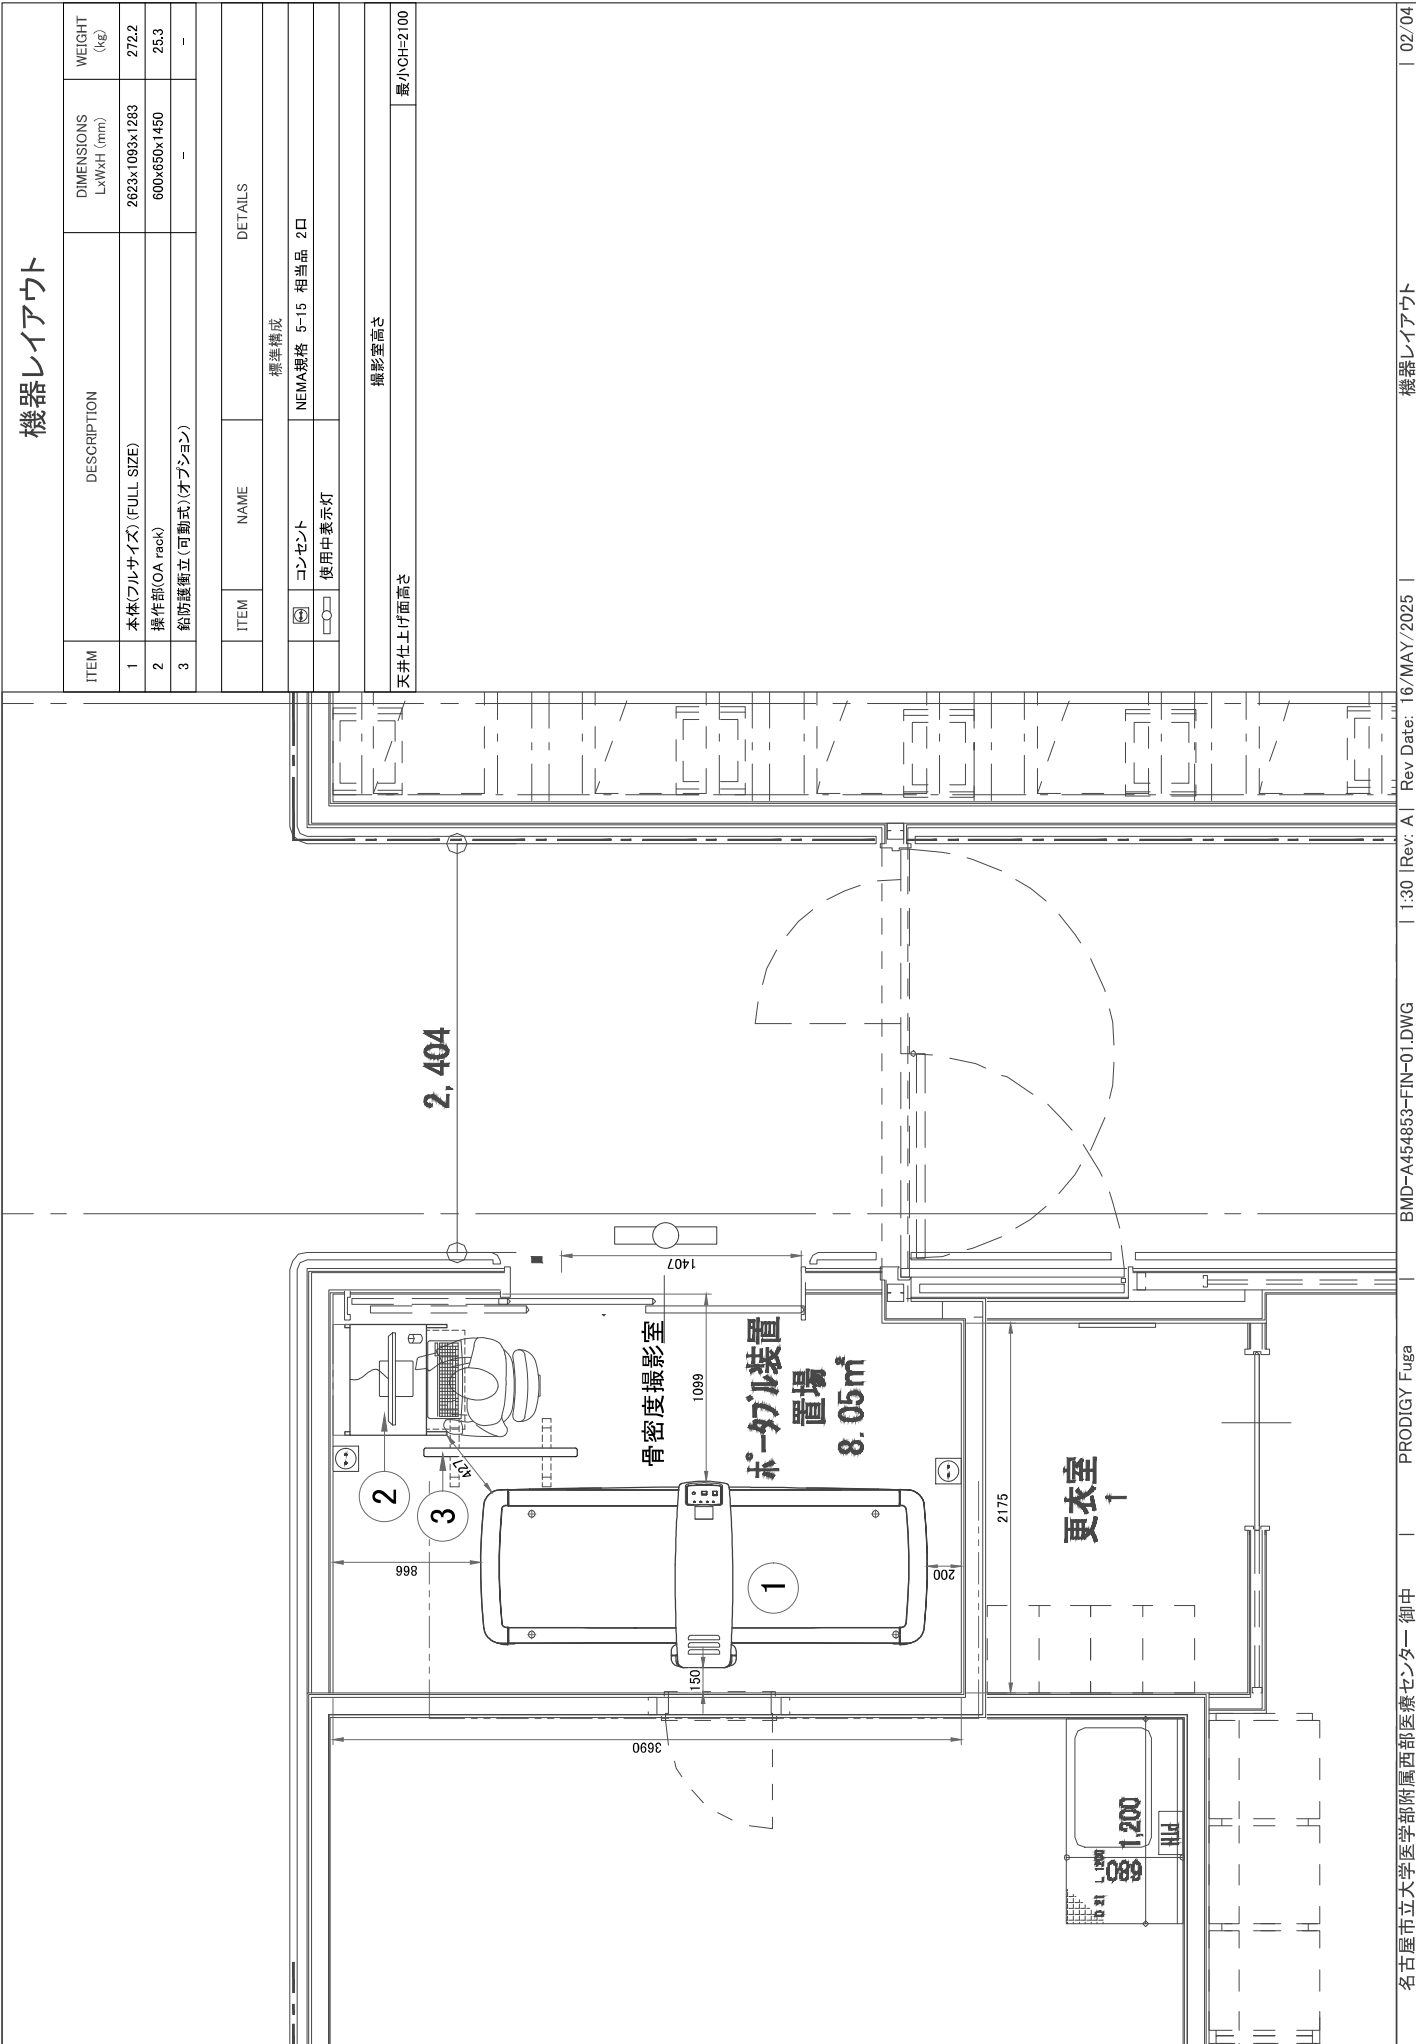 機器レイアウト
ITEM DESCRIPTION DIMENSIONS LxWxH (mm) WEIGHT (kg)
1 本体(フルサイズ)(FULL SIZE) 2623x1093x1283 272.2
2 操作部(OA rack) 600x650x1450 25.3
3 鉛防護衝立(可動式)(オプション) - -
ITEM NAME DETAILS
標準構成
コンセント NEMA規格 5-15 相当品 2口
使用中表示灯
撮影室高さ
天井仕上げ面高さ 最小CH=2100
2,404
1407
骨密度撮影室
1099
ポータブル装置
置場
8.05㎡
2
3
427
866
1
200
150
3690
2175
更衣室
1
1,200
名古屋市立大学医学部附属西部医療センター 御中 | PRODIGY Fuga | BMD-A454853-FIN-01.DWG | 1:30 |Rev: A| Rev Date: 16/MAY/2025 | 機器レイアウト | 02/04